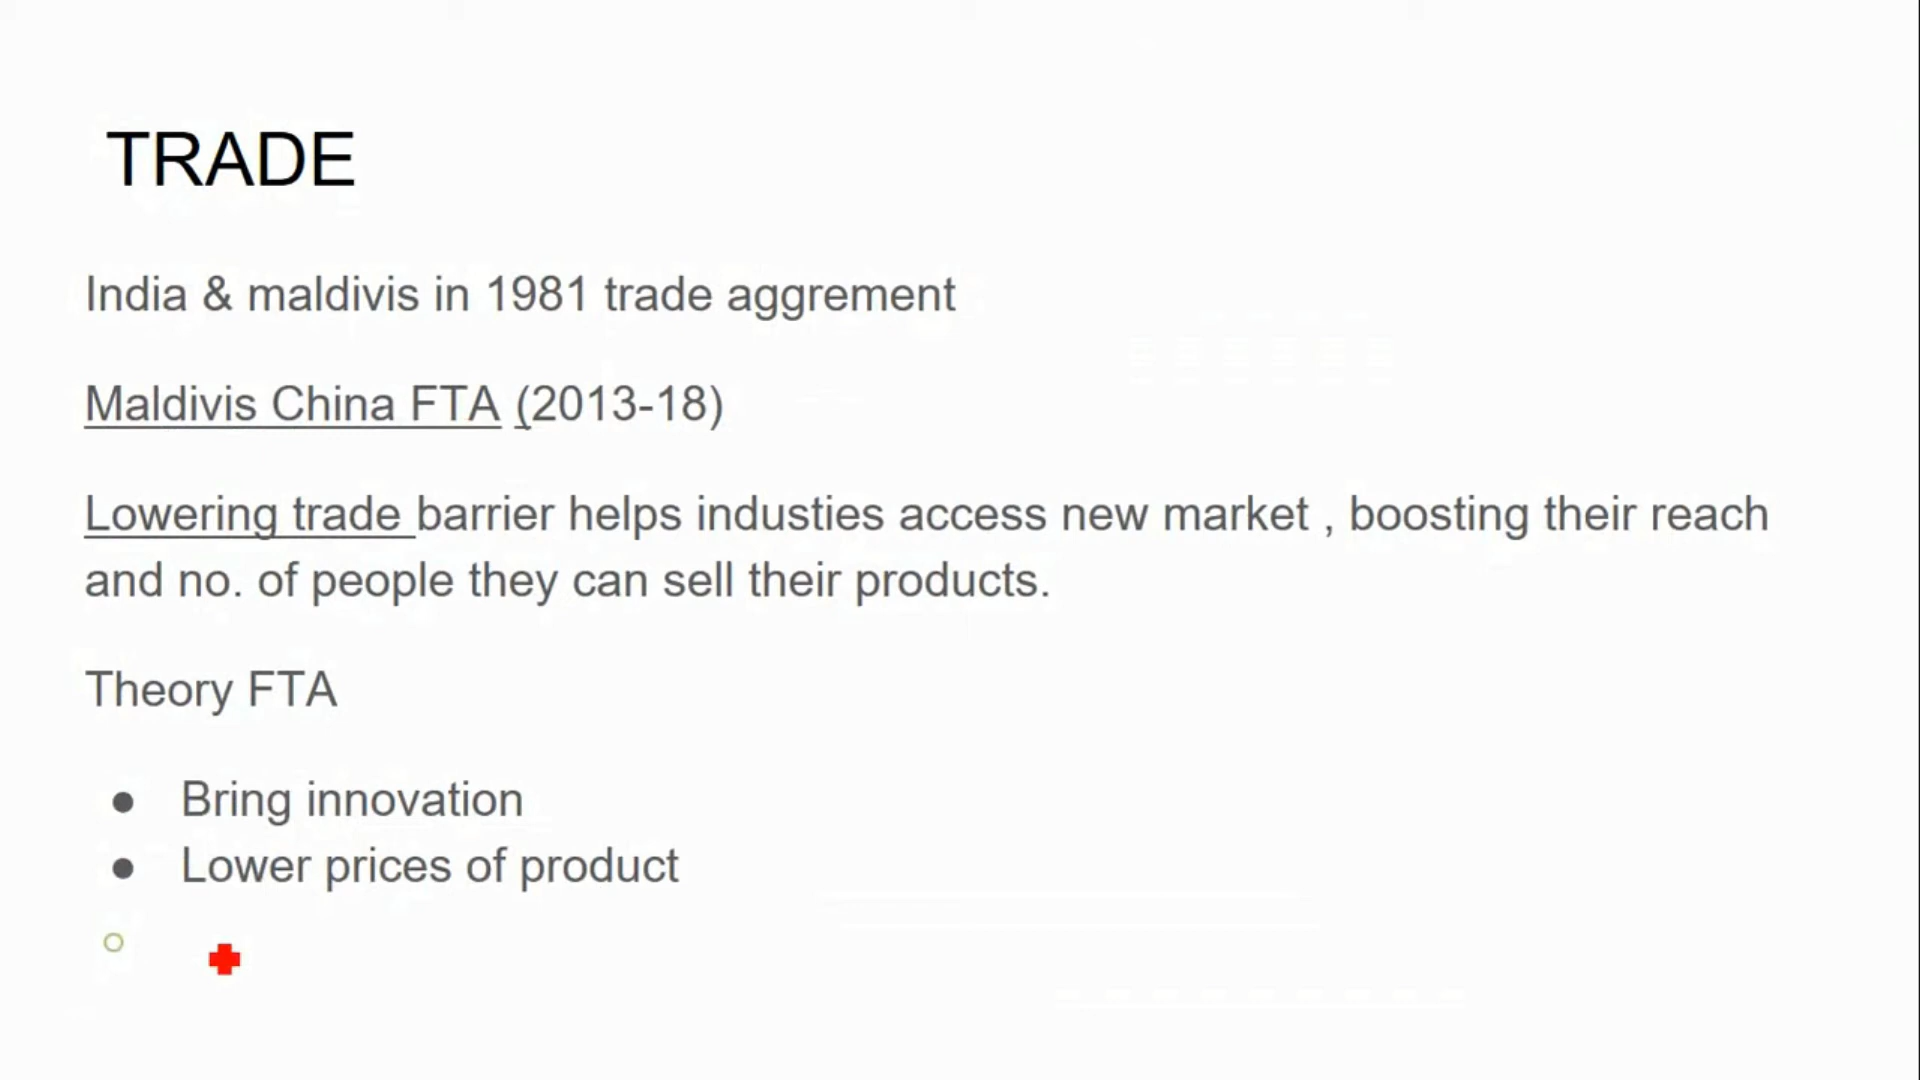 TRADE
India & maldivis in 1981 trade aggrement
Maldivis China FTA (2013-18)
Lowering trade barrier helps industies access new market , boosting their reach
and no. of people they can sell their products.
Theory FTA
● Bring innovation
● Lower prices of product